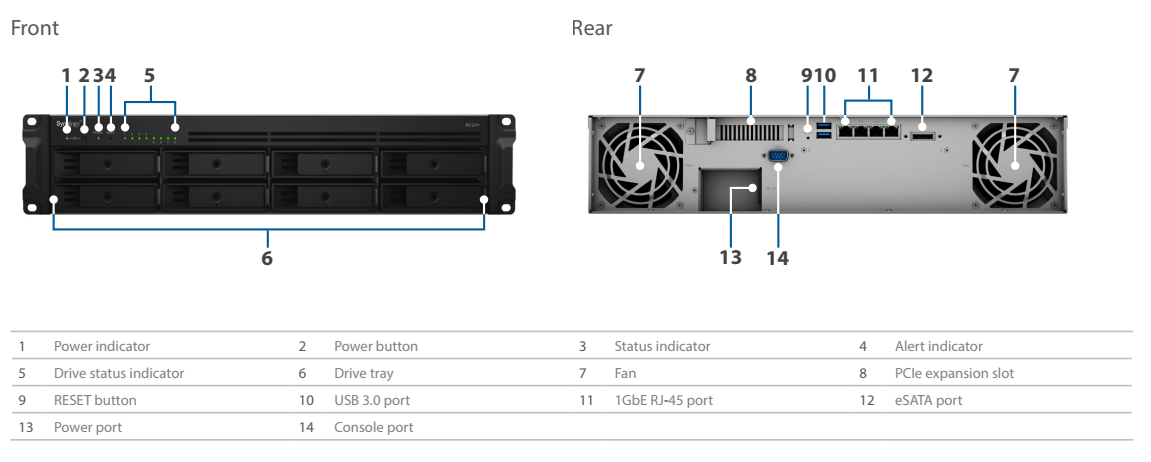 Front
Rear
1 2 3 4 5
7 8 9 10 11 12 7
Synology
6
13 14
1 Power indicator 2 Power button 3 Status indicator 4 Alert indicator
5 Drive status indicator 6 Drive tray 7 Fan 8 PCIe expansion slot
9 RESET button 10 USB 3.0 port 11 1GbE RJ-45 port 12 eSATA port
13 Power port 14 Console port